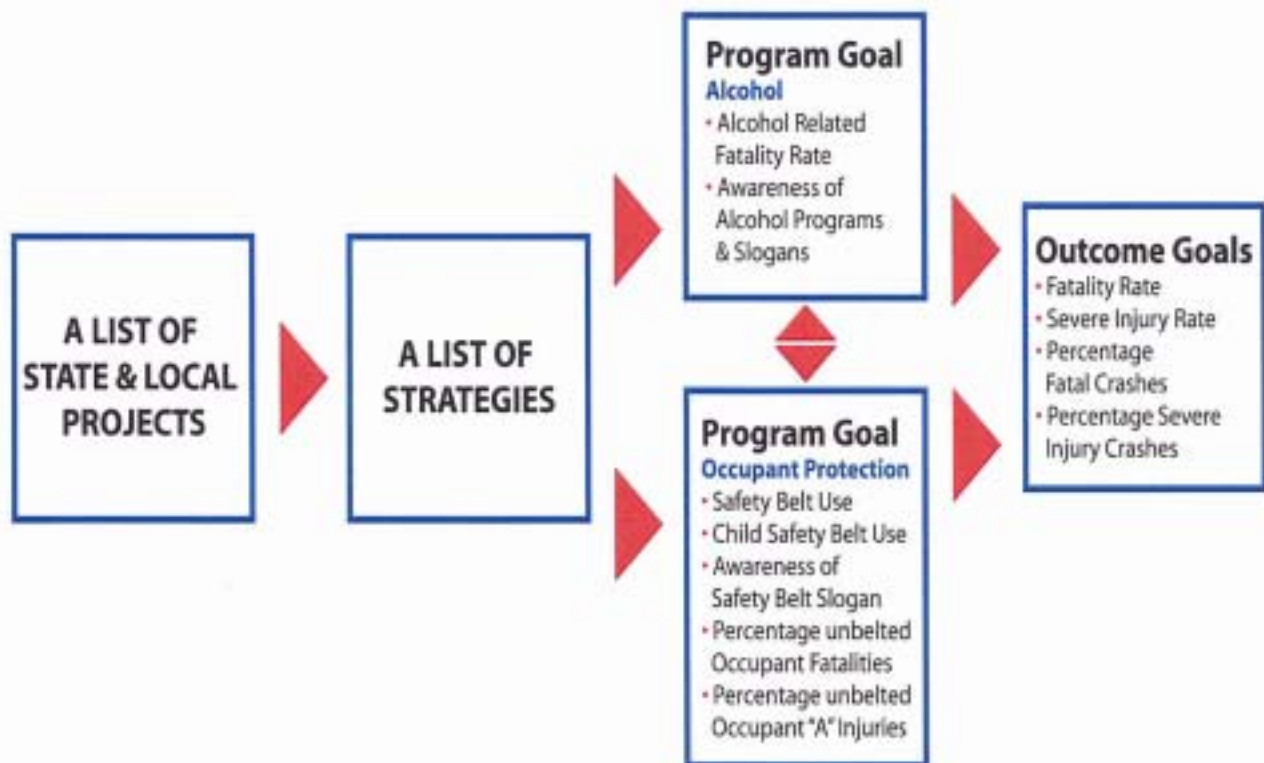 A LIST OF
STATE & LOCAL
PROJECTS
A LIST OF
STRATEGIES
Program Goal
Alcohol
• Alcohol Related
Fatality Rate
• Awareness of
Alcohol Programs
& Slogans
Program Goal
Occupant Protection
• Safety Belt Use
• Child Safety Belt Use
• Awareness of
Safety Belt Slogan
• Percentage unbelted
Occupant Fatalities
• Percentage unbelted
Occupant "A" Injuries
Outcome Goals
• Fatality Rate
• Severe Injury Rate
• Percentage
Fatal Crashes
• Percentage Severe
Injury Crashes